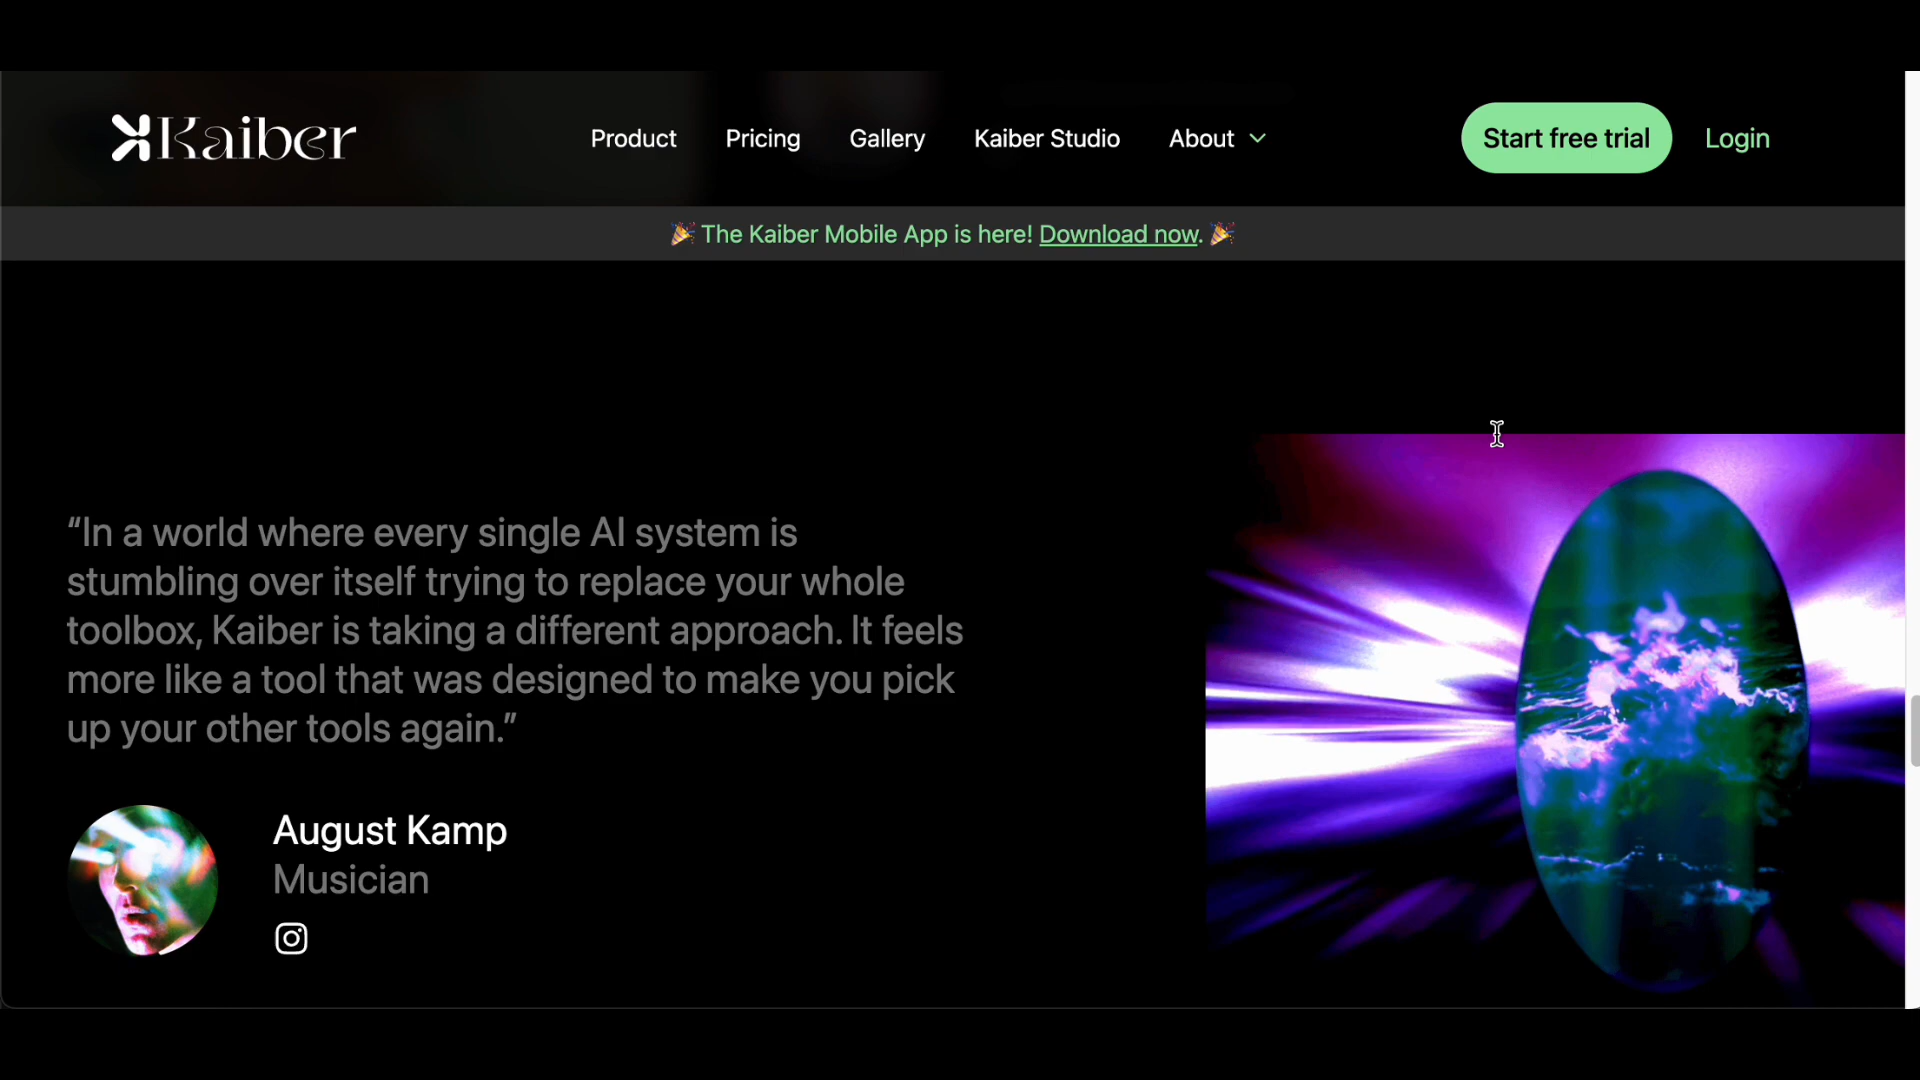 Kaiber
Product
Pricing
Gallery
Kaiber Studio
About
Start free trial
Login
🎉 The Kaiber Mobile App is here! Download now. 🎉
“In a world where every single AI system is
stumbling over itself trying to replace your whole
toolbox, Kaiber is taking a different approach. It feels
more like a tool that was designed to make you pick
up your other tools again.”
August Kamp
Musician